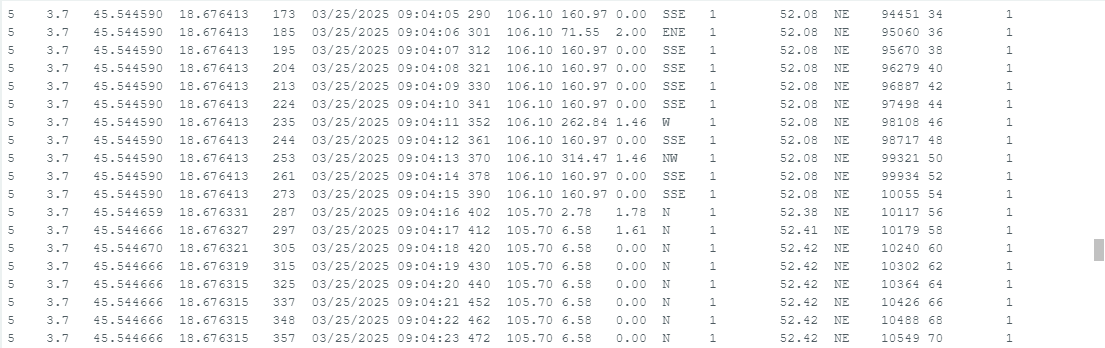 5 3.7 45.544590 18.676413 173 03/25/2025 09:04:05 290 106.10 160.97 0.00 SSE 1 52.08 NE 94451 34 1
5 3.7 45.544590 18.676413 185 03/25/2025 09:04:06 301 106.10 71.55 2.00 ENE 1 52.08 NE 95060 36 1
5 3.7 45.544590 18.676413 195 03/25/2025 09:04:07 312 106.10 160.97 0.00 SSE 1 52.08 NE 95670 38 1
5 3.7 45.544590 18.676413 204 03/25/2025 09:04:08 321 106.10 160.97 0.00 SSE 1 52.08 NE 96279 40 1
5 3.7 45.544590 18.676413 213 03/25/2025 09:04:09 330 106.10 160.97 0.00 SSE 1 52.08 NE 96887 42 1
5 3.7 45.544590 18.676413 224 03/25/2025 09:04:10 341 106.10 160.97 0.00 SSE 1 52.08 NE 97498 44 1
5 3.7 45.544590 18.676413 235 03/25/2025 09:04:11 352 106.10 262.84 1.46 W 1 52.08 NE 98108 46 1
5 3.7 45.544590 18.676413 244 03/25/2025 09:04:12 361 106.10 160.97 0.00 SSE 1 52.08 NE 98717 48 1
5 3.7 45.544590 18.676413 253 03/25/2025 09:04:13 370 106.10 314.47 1.46 NW 1 52.08 NE 99321 50 1
5 3.7 45.544590 18.676413 261 03/25/2025 09:04:14 378 106.10 160.97 0.00 SSE 1 52.08 NE 99934 52 1
5 3.7 45.544590 18.676413 273 03/25/2025 09:04:15 390 106.10 160.97 0.00 SSE 1 52.08 NE 10055 54 1
5 3.7 45.544659 18.676331 287 03/25/2025 09:04:16 402 105.70 2.78 1.78 N 1 52.38 NE 10117 56 1
5 3.7 45.544666 18.676327 297 03/25/2025 09:04:17 412 105.70 6.58 1.61 N 1 52.41 NE 10179 58 1
5 3.7 45.544670 18.676321 305 03/25/2025 09:04:18 420 105.70 6.58 0.00 N 1 52.42 NE 10240 60 1
5 3.7 45.544666 18.676319 315 03/25/2025 09:04:19 430 105.70 6.58 0.00 N 1 52.42 NE 10302 62 1
5 3.7 45.544666 18.676315 325 03/25/2025 09:04:20 440 105.70 6.58 0.00 N 1 52.42 NE 10364 64 1
5 3.7 45.544666 18.676315 337 03/25/2025 09:04:21 452 105.70 6.58 0.00 N 1 52.42 NE 10426 66 1
5 3.7 45.544666 18.676315 348 03/25/2025 09:04:22 462 105.70 6.58 0.00 N 1 52.42 NE 10488 68 1
5 3.7 45.544666 18.676315 357 03/25/2025 09:04:23 472 105.70 6.58 0.00 N 1 52.42 NE 10549 70 1